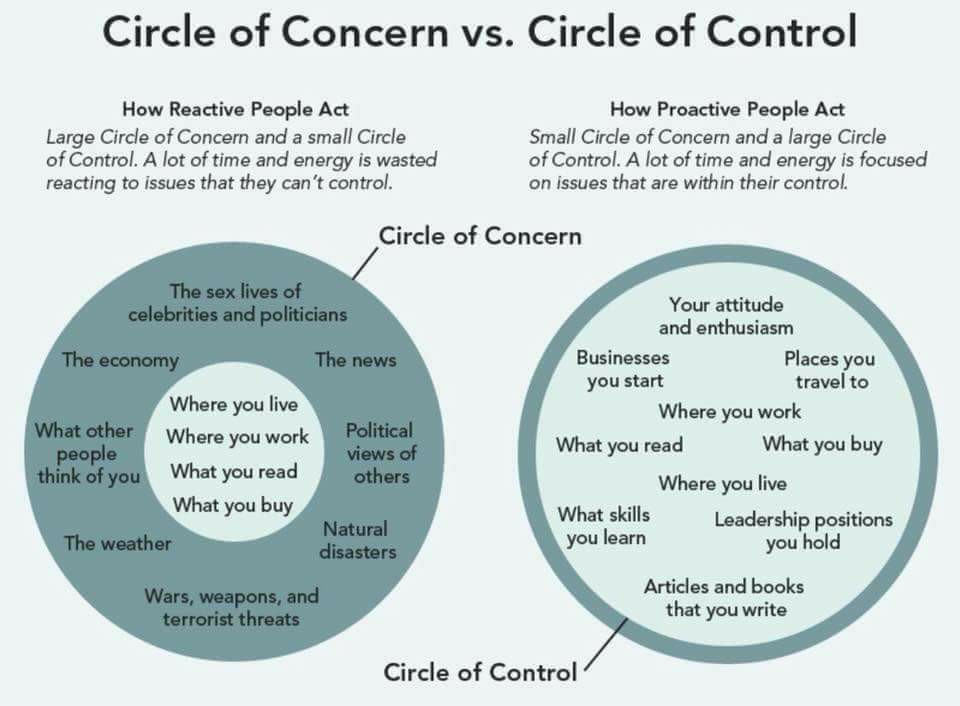 Circle of Concern vs. Circle of Control
How Reactive People Act
Large Circle of Concern and a small Circle
of Control. A lot of time and energy is wasted
reacting to issues that they can't control.
How Proactive People Act
Small Circle of Concern and a large Circle
of Control. A lot of time and energy is focused
on issues that are within their control.
Circle of Concern
The sex lives of
celebrities and politicians
The economy
The news
What other
people
think of you
Political
views of
others
The weather
Natural
disasters
Wars, weapons, and
terrorist threats
Where you live
Where you work
What you read
What you buy
Your attitude
and enthusiasm
Businesses
you start
Places you
travel to
Where you work
What you read
What you buy
Where you live
What skills
you learn
Leadership positions
you hold
Articles and books
that you write
Circle of Control